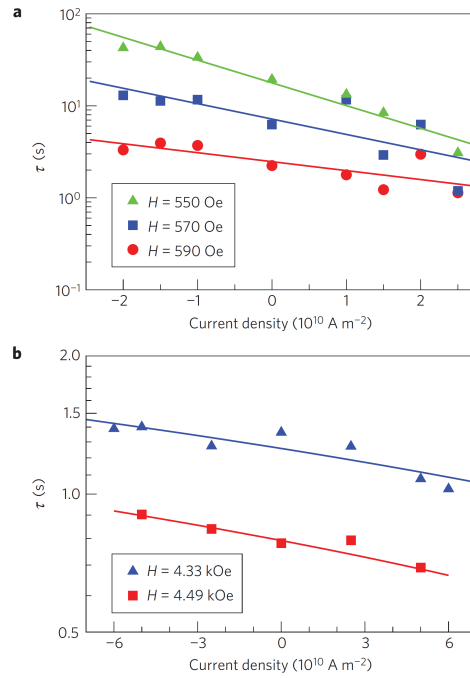 a
10²
10¹
10⁰
10⁻¹
τ (s)
H = 550 Oe
H = 570 Oe
H = 590 Oe
−2 −1 0 1 2
Current density (10¹⁰ A m⁻²)
b
2.0
1.5
1.0
0.5
τ (s)
H = 4.33 kOe
H = 4.49 kOe
−6 −3 0 3 6
Current density (10¹⁰ A m⁻²)